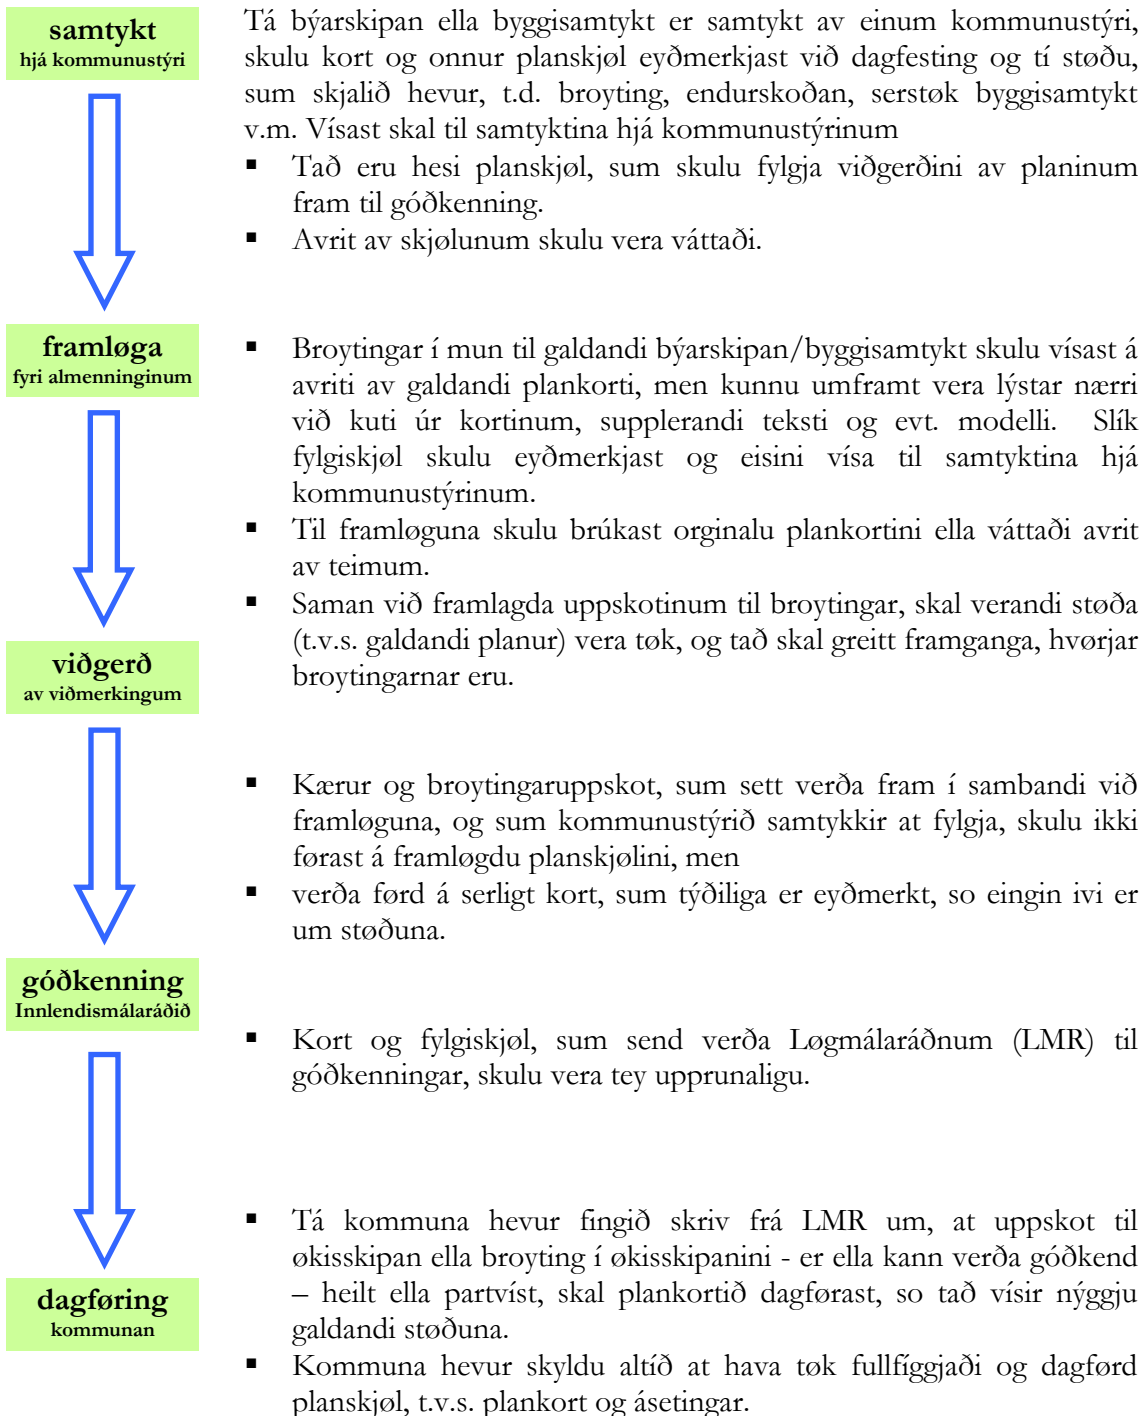 samtykt
hjá kommunustýri
Tá býarskipan ella byggisamtykt er samtykt av einum kommunustýri,
skulu kort og onnur planskjøl eyðmerkjast við dagfesting og tí støðu,
sum skjalið hevur, t.d. broyting, endurskoðan, serstøk byggisamtykt
v.m. Vísast skal til samtyktina hjá kommunustýrinum
▪ Tað eru hesi planskjøl, sum skulu fylgja viðgerðini av planinum
fram til góðkenning.
▪ Avrit av skjølunum skulu vera váttaði.
framløga
fyri almenninginum
▪ Broytingar í mun til galdandi býarskipan/byggisamtykt skulu vísast á
avriti av galdandi plankorti, men kunnu umframt vera lýstar nærri
við kuti úr kortinum, supplerandi teksti og evt. modelli. Slík
fylgiskjøl skulu eyðmerkjast og eisini vísa til samtyktina hjá
kommunustýrinum.
▪ Til framløguna skulu brúkast orginalu plankortini ella váttaði avrit
av teimum.
▪ Saman við framlagda uppskotinum til broytingar, skal verandi støða
(t.v.s. galdandi planur) vera tøk, og tað skal greitt framganga, hvørjar
broytingarnar eru.
viðgerð
av viðmerkingum
▪ Kærur og broytingaruppskot, sum sett verða fram í sambandi við
framløguna, og sum kommunustýrið samtykkir at fylgja, skulu ikki
førast á framløgdu planskjølini, men
▪ verða førd á serligt kort, sum týðiliga er eyðmerkt, so eingin ivi er
um støðuna.
góðkenning
Innlendismálaráðið
▪ Kort og fylgiskjøl, sum send verða Løgmálaráðnum (LMR) til
góðkenningar, skulu vera tey upprunaligu.
▪ Tá kommuna hevur fingið skriv frá LMR um, at uppskot til
økisskipan ella broyting í økisskipanini - er ella kann verða góðkend
– heilt ella partvíst, skal plankortið dagførast, so tað vísir nýggju
galdandi støðuna.
▪ Kommuna hevur skyldu altíð at hava tøk fullfíggjaði og dagførd
planskjøl, t.v.s. plankort og ásetingar.
dagføring
kommunan